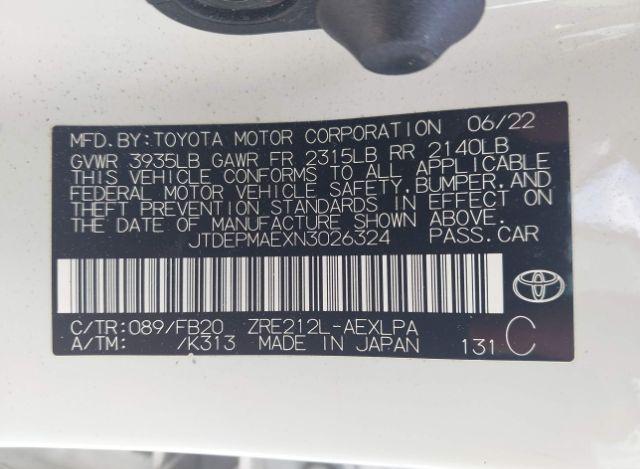 MFD.BY:TOYOTA MOTOR CORPORATION 06/22
GVWR 3935LB GAWR FR 2315LB RR 2140LB
THIS VEHICLE CONFORMS TO ALL APPLICABLE
FEDERAL MOTOR VEHICLE SAFETY,BUMPER,AND
THEFT PREVENTION STANDARDS IN EFFECT ON
THE DATE OF MANUFACTURE SHOWN ABOVE.
JTDEPMAEXN3026324 PASS.CAR
C/TR:089/FB20 ZRE212L-AEXLPA
A/TM: /K313 MADE IN JAPAN 131 C